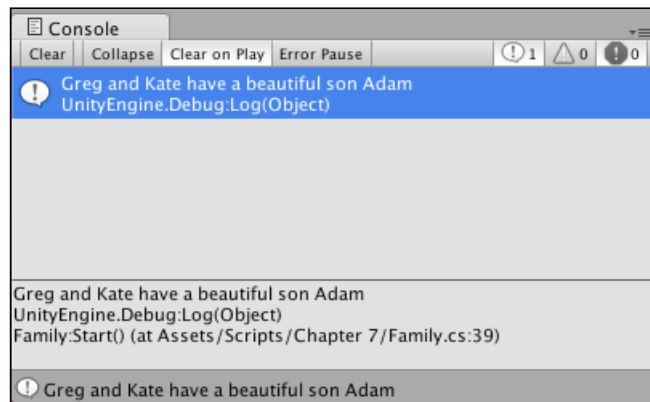 Console
Clear Collapse Clear on Play Error Pause 1 0 0
Greg and Kate have a beautiful son Adam
UnityEngine.Debug:Log(Object)
Greg and Kate have a beautiful son Adam
UnityEngine.Debug:Log(Object)
Family:Start() (at Assets/Scripts/Chapter 7/Family.cs:39)
Greg and Kate have a beautiful son Adam